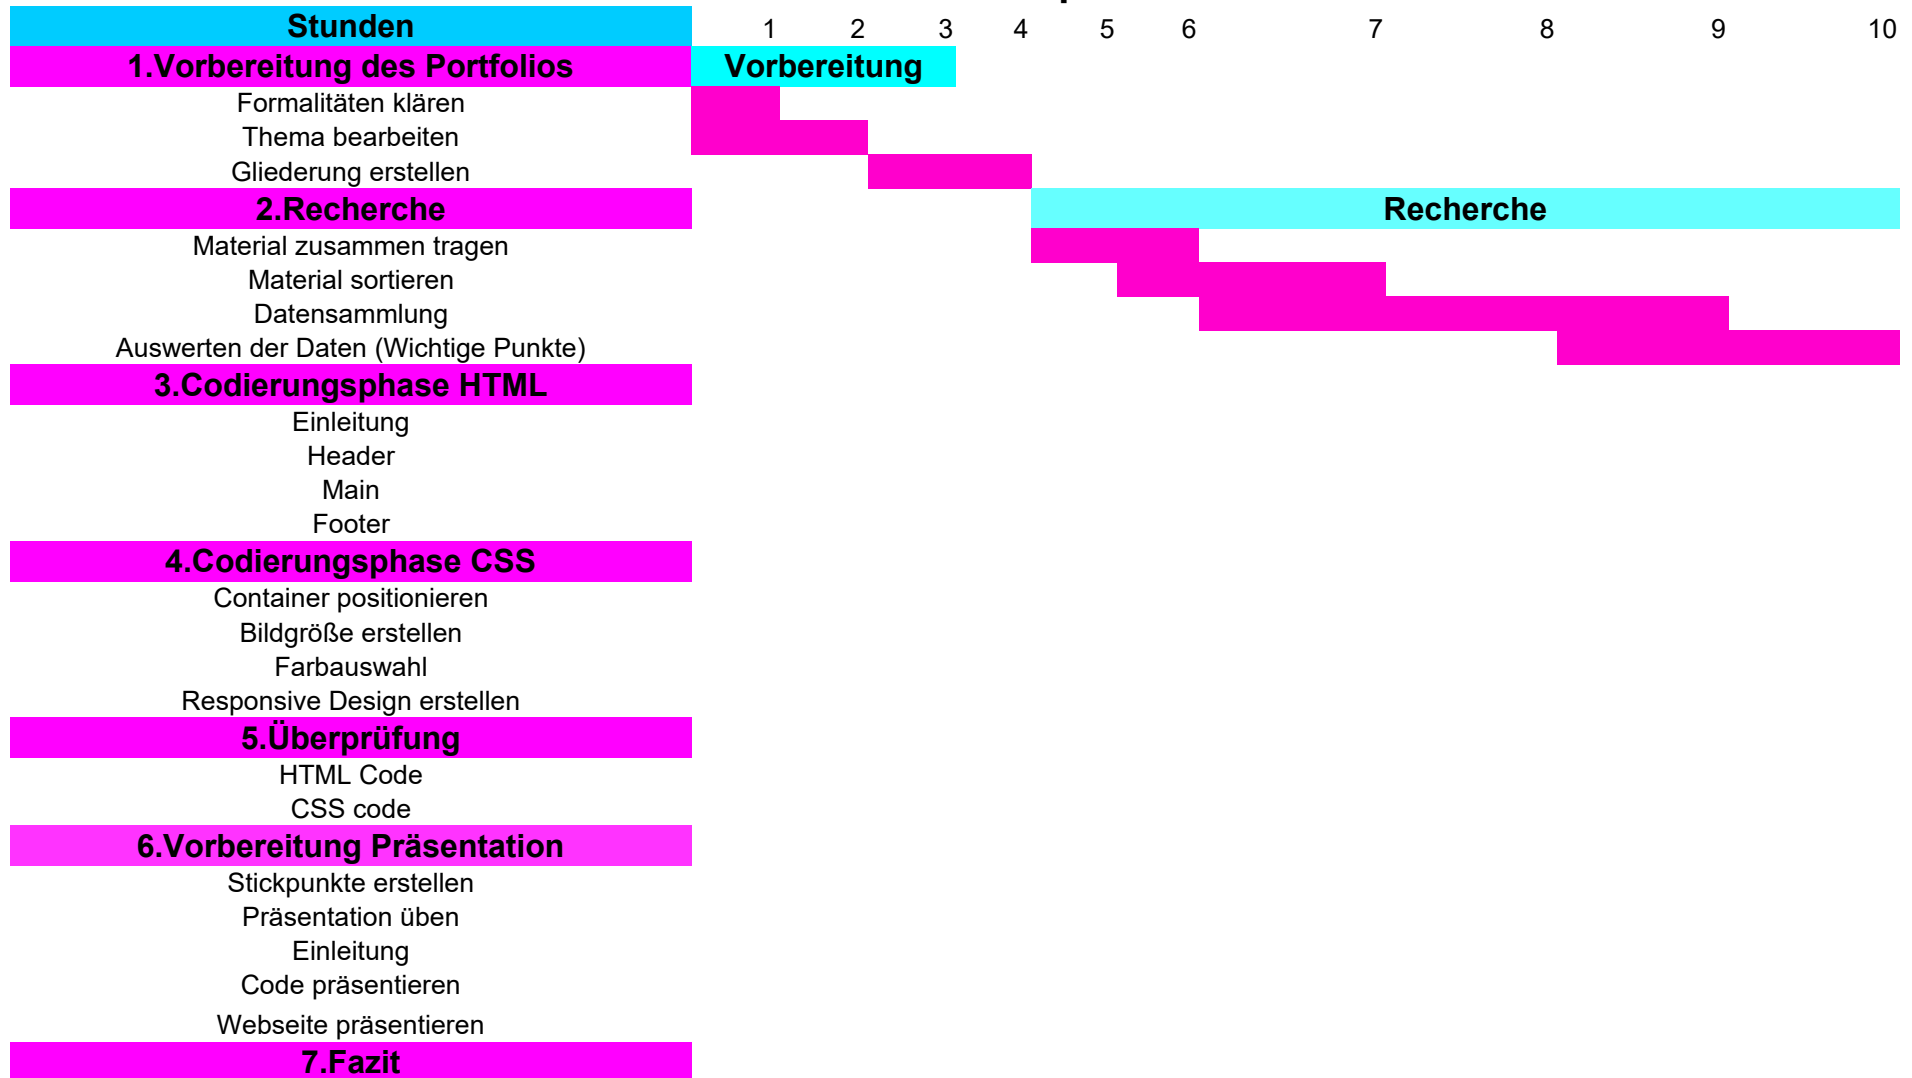 Stunden 1 2 3 4 5 6 7 8 9 10
1.Vorbereitung des Portfolios Vorbereitung
Formalitäten klären
Thema bearbeiten
Gliederung erstellen
2.Recherche Recherche
Material zusammen tragen
Material sortieren
Datensammlung
Auswerten der Daten (Wichtige Punkte)
3.Codierungsphase HTML
Einleitung
Header
Main
Footer
4.Codierungsphase CSS
Container positionieren
Bildgröße erstellen
Farbauswahl
Responsive Design erstellen
5.Überprüfung
HTML Code
CSS code
6.Vorbereitung Präsentation
Stickpunkte erstellen
Präsentation üben
Einleitung
Code präsentieren
Webseite präsentieren
7.Fazit